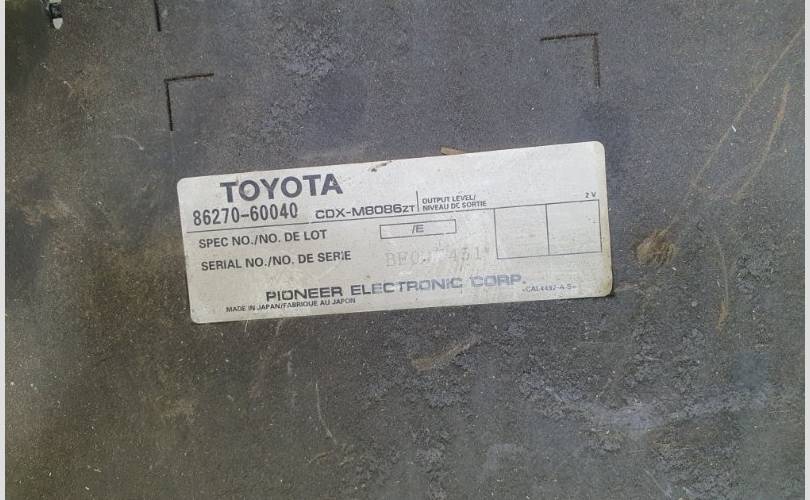 TOYOTA
86270-60040 CDX-M8086ZT OUTPUT LEVEL/ NIVEAU DE SORTIE 2 V
SPEC NO./NO. DE LOT /E
SERIAL NO./NO. DE SERIE
PIONEER ELECTRONIC CORP.
MADE IN JAPAN/FABRIQUE AU JAPON